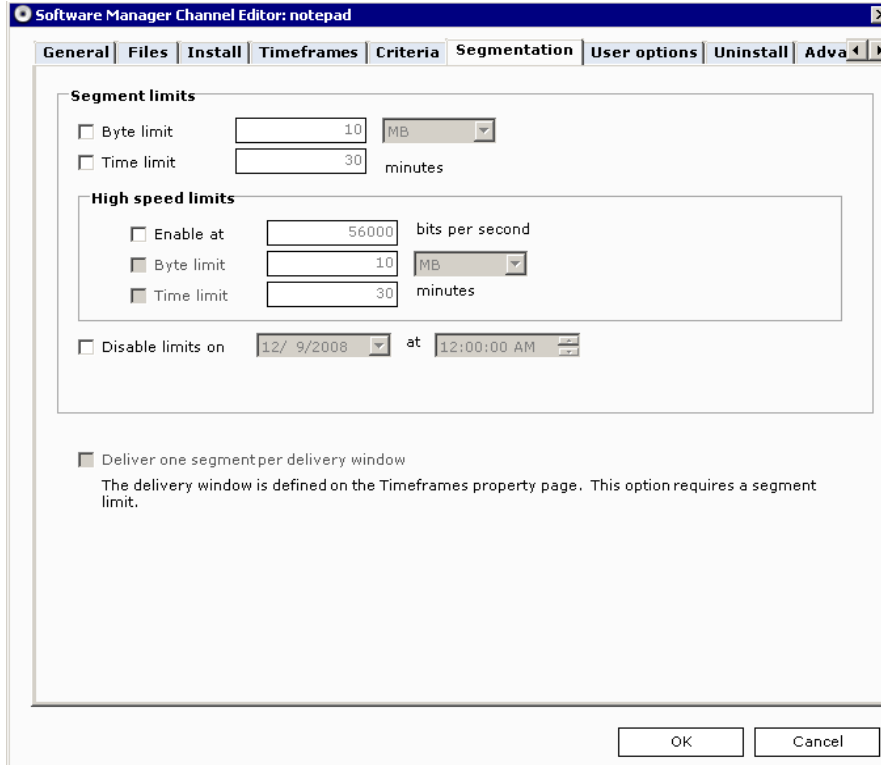 Software Manager Channel Editor: notepad
General Files Install Timeframes Criteria Segmentation User options Uninstall Adva
Segment limits
Byte limit 10 MB
Time limit 30 minutes
High speed limits
Enable at 56000 bits per second
Byte limit 10 MB
Time limit 30 minutes
Disable limits on 12/ 9/2008 at 12:00:00 AM
Deliver one segment per delivery window
The delivery window is defined on the Timeframes property page. This option requires a segment
limit.
OK Cancel